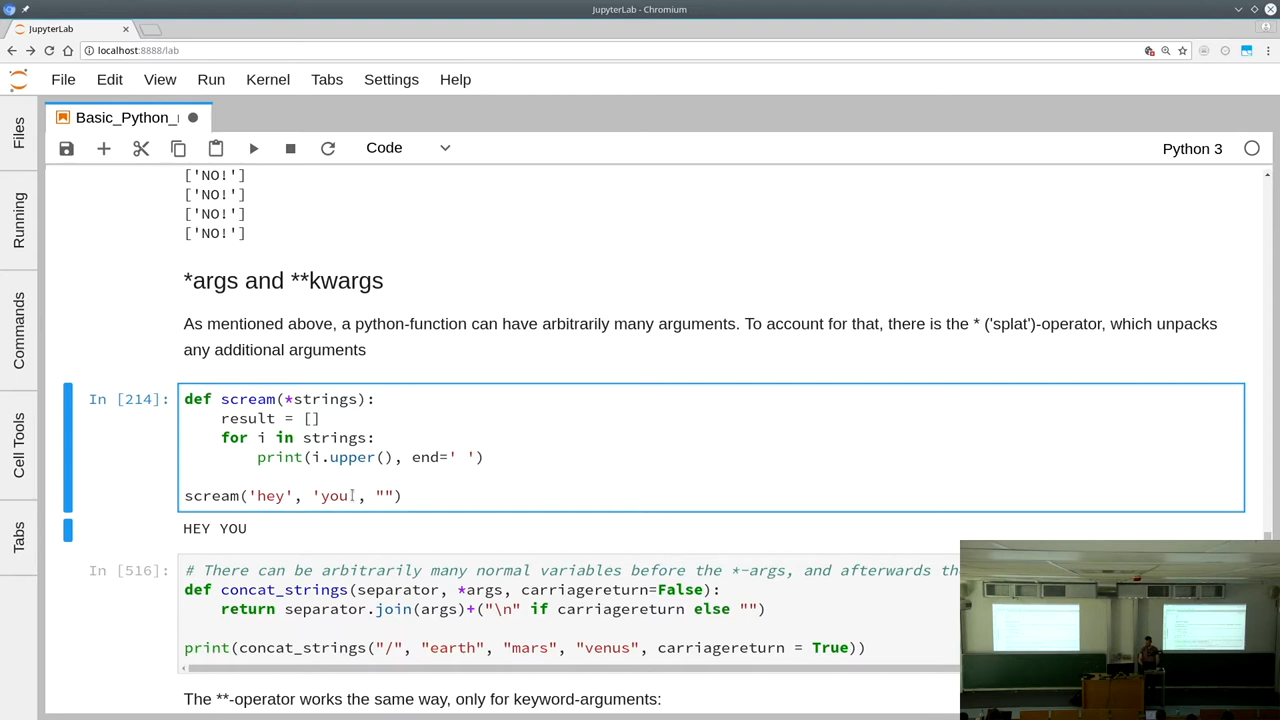 JupyterLab - Chromium
JupyterLab
localhost:8888/lab
File Edit View Run Kernel Tabs Settings Help
Basic_Python_
Code
Python 3
Files
Running
Commands
Cell Tools
Tabs
['NO!']
['NO!']
['NO!']
['NO!']
*args and **kwargs
As mentioned above, a python-function can have arbitrarily many arguments. To account for that, there is the * ('splat')-operator, which unpacks
any additional arguments
In [214]:
def scream(*strings):
result = []
for i in strings:
print(i.upper(), end=' ')
scream('hey', 'you', "")
HEY YOU
In [516]:
# There can be arbitrarily many normal variables before the *-args, and afterwards th
def concat_strings(separator, *args, carriagereturn=False):
return separator.join(args)+("\n" if carriagereturn else "")
print(concat_strings("/", "earth", "mars", "venus", carriagereturn = True))
The **-operator works the same way, only for keyword-arguments: